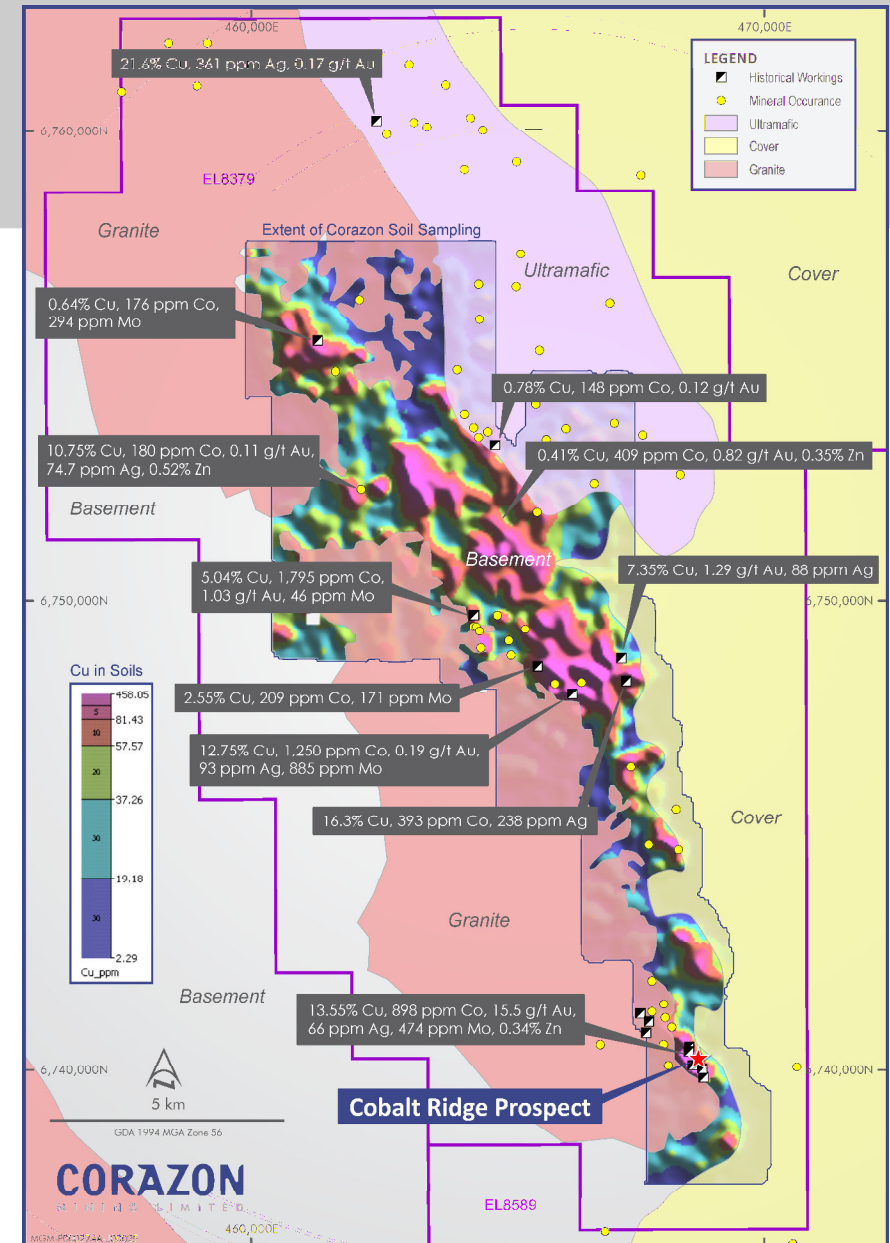 460,000E
470,000E
LEGEND
Historical Workings
Mineral Occurance
Ultramafic
Cover
Granite
21.6% Cu, 361 ppm Ag, 0.17 g/t Au
6,760,000N
EL8379
Granite
Extent of Corazon Soil Sampling
Ultramafic
Cover
0.64% Cu, 176 ppm Co,
294 ppm Mo
0.78% Cu, 148 ppm Co, 0.12 g/t Au
10.75% Cu, 180 ppm Co, 0.11 g/t Au,
74.7 ppm Ag, 0.52% Zn
0.41% Cu, 409 ppm Co, 0.82 g/t Au, 0.35% Zn
Basement
Basement
5.04% Cu, 1,795 ppm Co,
1.03 g/t Au, 46 ppm Mo
7.35% Cu, 1.29 g/t Au, 88 ppm Ag
6,750,000N
6,750,000N
Cu in Soils
458.05
5
81.43
10
57.57
20
37.26
30
19.18
30
2.29
Cu_ppm
2.55% Cu, 209 ppm Co, 171 ppm Mo
12.75% Cu, 1,250 ppm Co, 0.19 g/t Au,
93 ppm Ag, 885 ppm Mo
16.3% Cu, 393 ppm Co, 238 ppm Ag
Cover
Granite
Basement
13.55% Cu, 898 ppm Co, 15.5 g/t Au,
66 ppm Ag, 474 ppm Mo, 0.34% Zn
6,740,000N
6,740,000N
Cobalt Ridge Prospect
5 km
GDA 1994 MGA Zone 56
CORAZON
MINING LIMITED
EL8589
460,000E